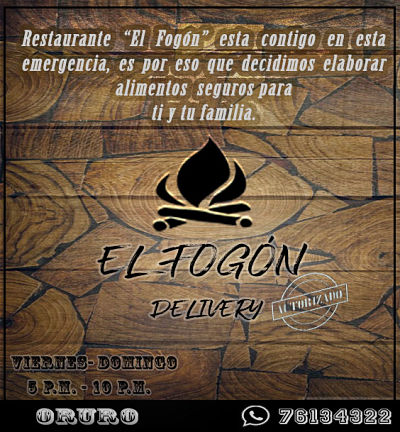 Restaurante “El Fogón” esta contigo en esta
emergencia, es por eso que decidimos elaborar
alimentos seguros para
ti y tu familia.
EL FOGÓN
DELIVERY
AUTORIZADO
VIERNES- DOMINGO
5 P.M. - 10 P.M.
ORURO
76134322